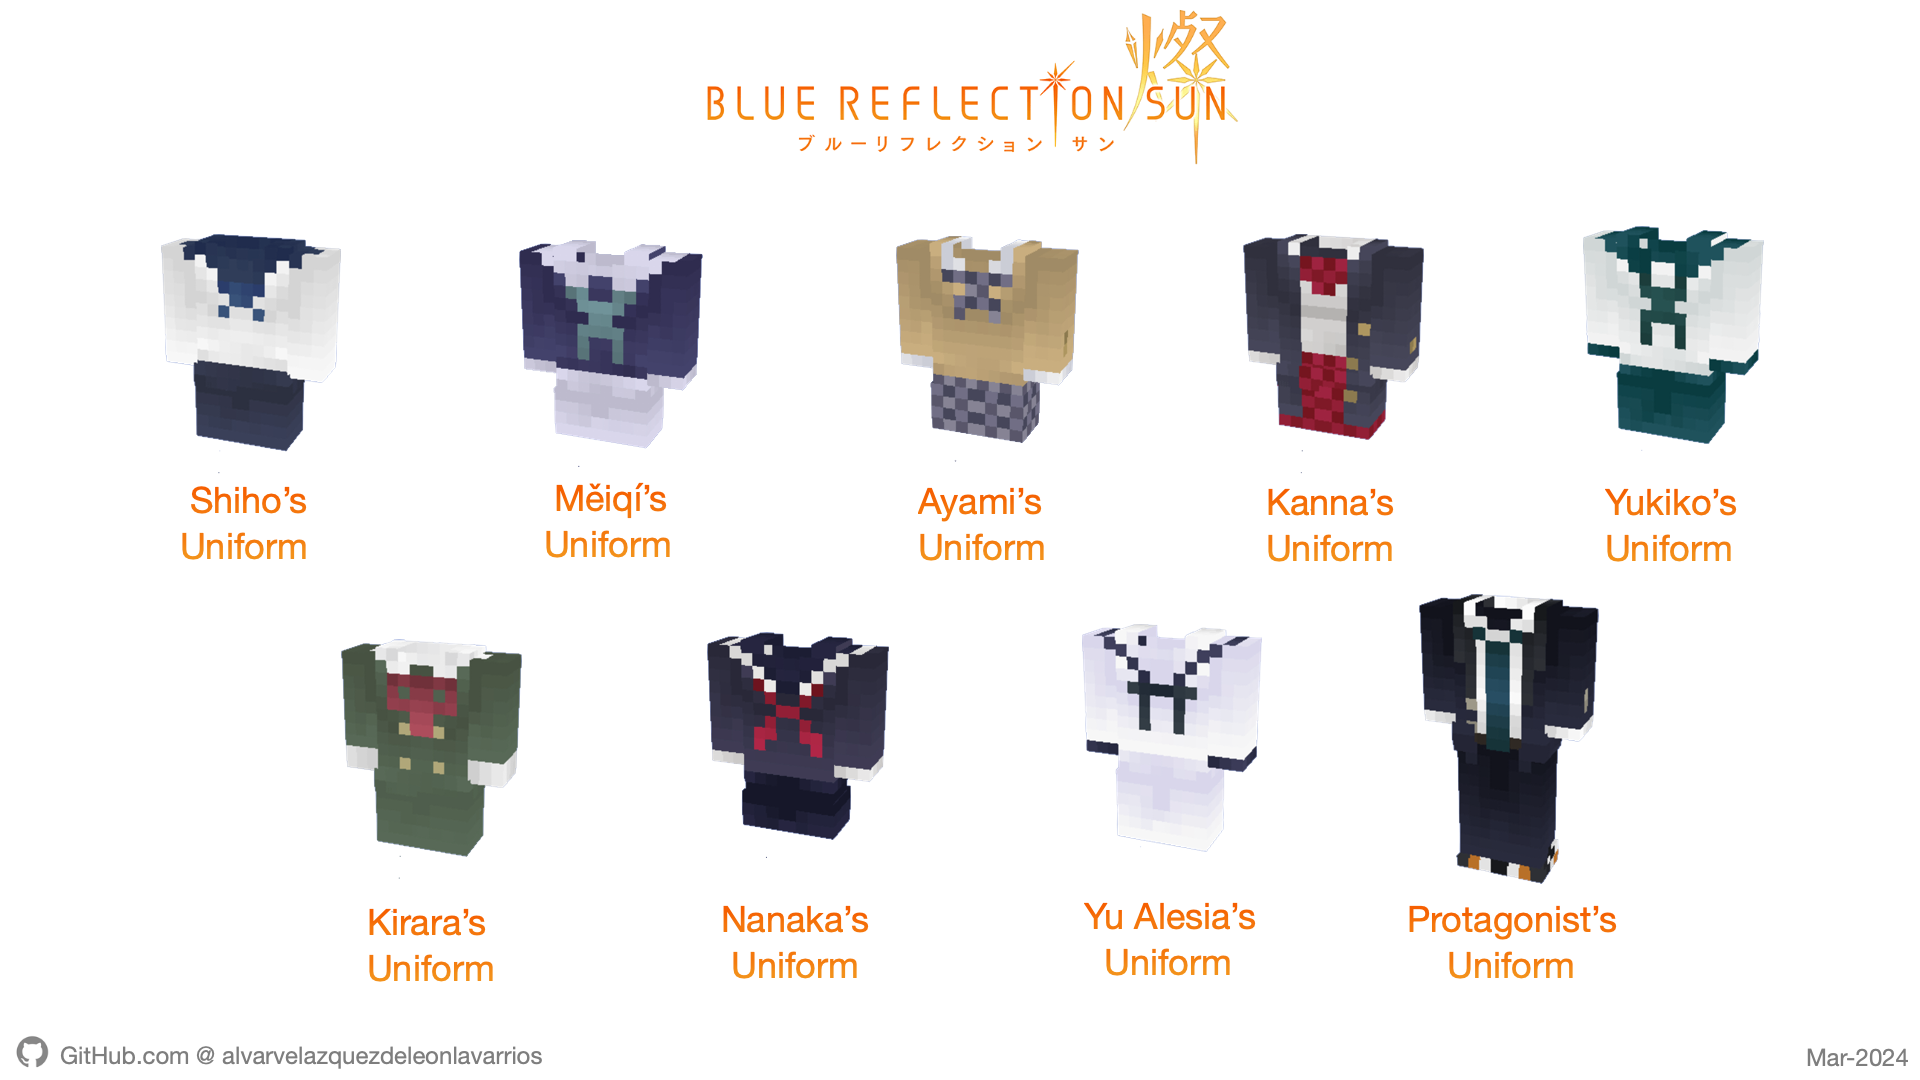 燦
BLUE REFLECTION SUN
ブルーリフレクション サン
Shiho’s
Uniform
Měiqí’s
Uniform
Ayami’s
Uniform
Kanna’s
Uniform
Yukiko’s
Uniform
Kirara’s
Uniform
Nanaka’s
Uniform
Yu Alesia’s
Uniform
Protagonist’s
Uniform
GitHub.com @ alvarvelazquezdeleonlavarrios
Mar-2024